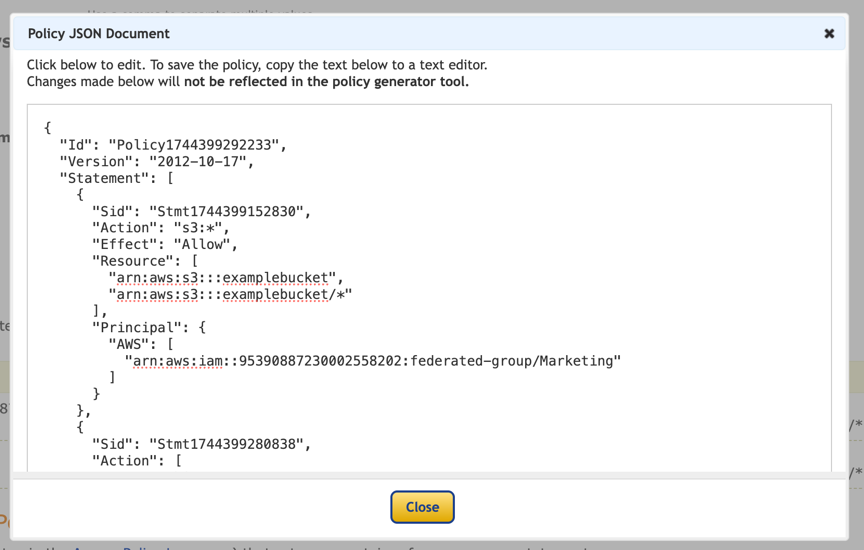 Policy JSON Document ✖
Click below to edit. To save the policy, copy the text below to a text editor.
Changes made below will not be reflected in the policy generator tool.
{
"Id": "Policy1744399292233",
"Version": "2012-10-17",
"Statement": [
{
"Sid": "Stmt1744399152830",
"Action": "s3:*",
"Effect": "Allow",
"Resource": [
"arn:aws:s3:::examplebucket",
"arn:aws:s3:::examplebucket/*"
],
"Principal": {
"AWS": [
"arn:aws:iam::95390887230002558202:federated-group/Marketing"
]
}
},
{
"Sid": "Stmt1744399280838",
"Action": [
/*
/*
Close